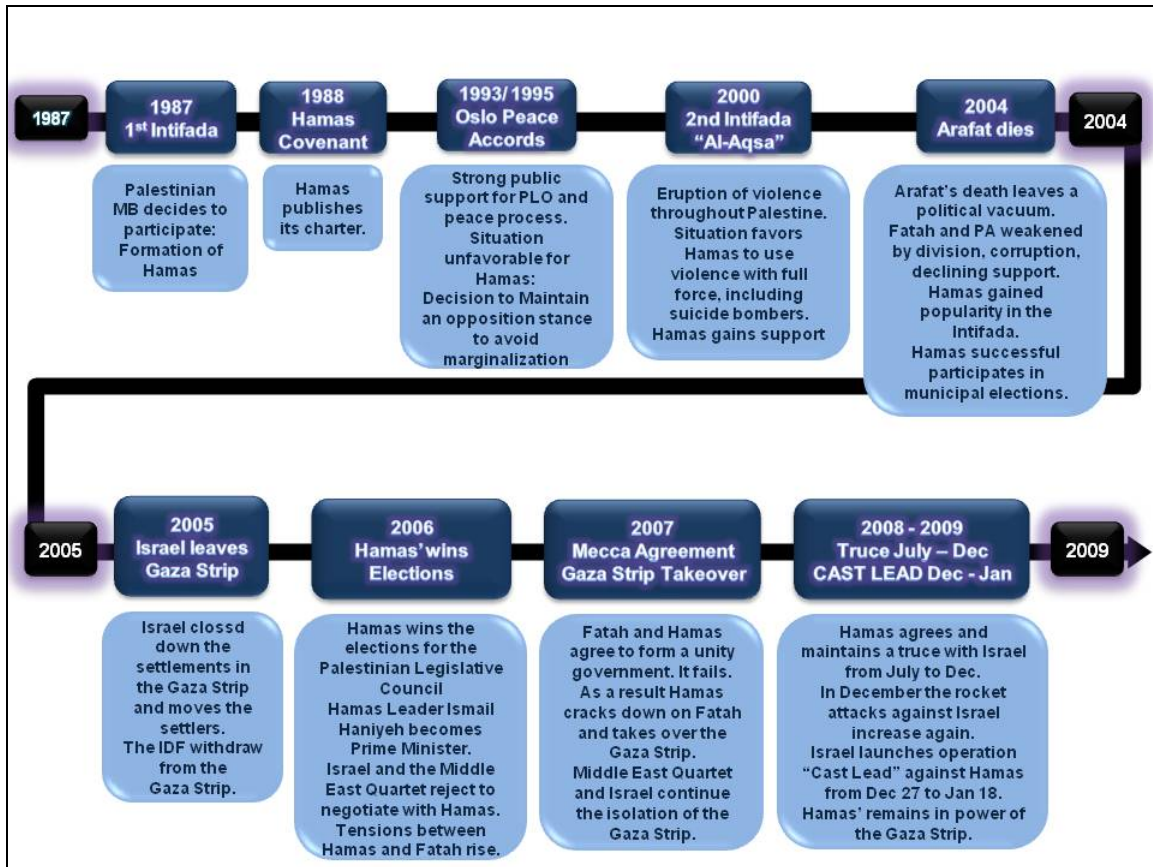 1987
1987
1st Intifada
Palestinian
MB decides to
participate:
Formation of
Hamas
1988
Hamas
Covenant
Hamas
publishes
its charter.
1993/1995
Oslo Peace
Accords
Strong public
support for PLO and
peace process.
Situation
unfavorable for
Hamas:
Decision to Maintain
an opposition stance
to avoid
marginalization
2000
2nd Intifada
“Al-Aqsa”
Eruption of violence
throughout Palestine.
Situation favors
Hamas to use
violence with full
force, including
suicide bombers.
Hamas gains support
2004
Arafat dies
Arafat's death leaves a
political vacuum.
Fatah and PA weakened
by division, corruption,
declining support.
Hamas gained
popularity in the
Intifada.
Hamas successful
participates in
municipal elections.
2004
2005
2005
Israel leaves
Gaza Strip
Israel clossd
down the
settlements in
the Gaza Strip
and moves the
settlers.
The IDF withdraw
from the
Gaza Strip.
2006
Hamas’ wins
Elections
Hamas wins the
elections for the
Palestinian Legislative
Council
Hamas Leader Ismail
Haniyeh becomes
Prime Minister.
Israel and the Middle
East Quartet reject to
negotiate with Hamas.
Tensions between
Hamas and Fatah rise.
2007
Mecca Agreement
Gaza Strip Takeover
Fatah and Hamas
agree to form a unity
government. It fails.
As a result Hamas
cracks down on Fatah
and takes over the
Gaza Strip.
Middle East Quartet
and Israel continue
the isolation of the
Gaza Strip.
2008 - 2009
Truce July – Dec
CAST LEAD Dec - Jan
Hamas agrees and
maintains a truce with Israel
from July to Dec.
In December the rocket
attacks against Israel
increase again.
Israel launches operation
“Cast Lead” against Hamas
from Dec 27 to Jan 18.
Hamas’ remains in power of
the Gaza Strip.
2009